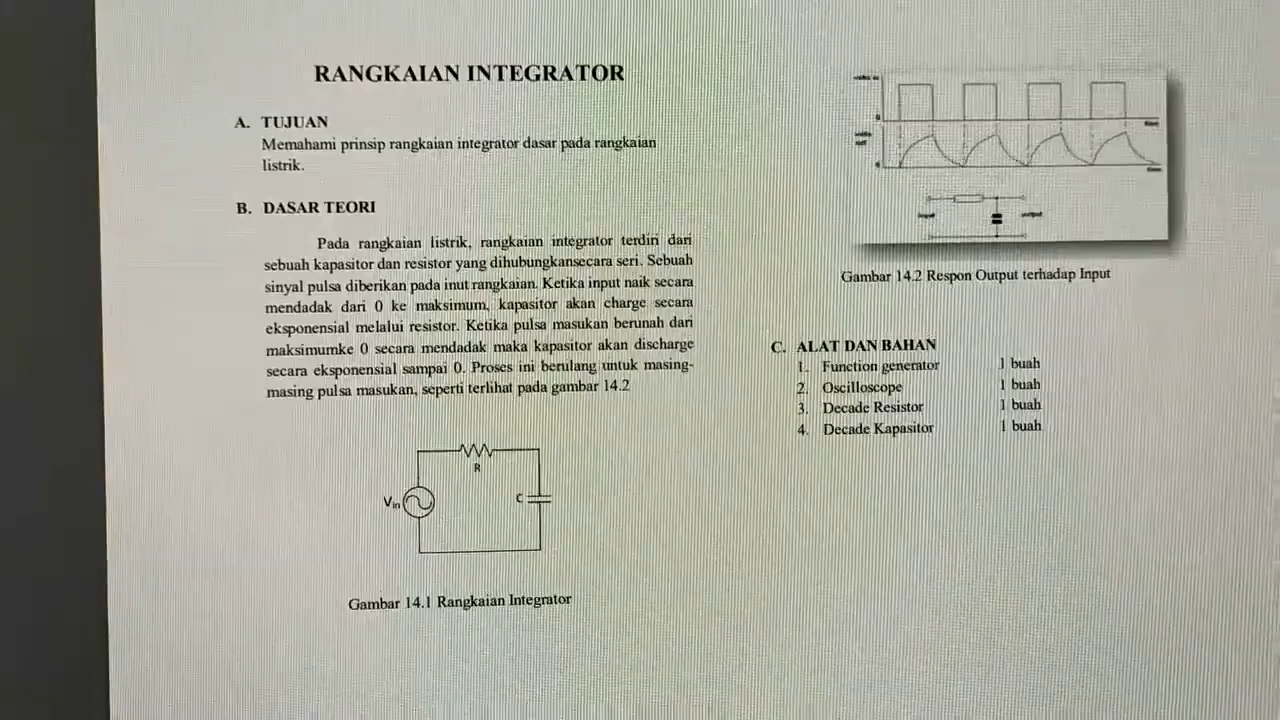 RANGKAIAN INTEGRATOR
A. TUJUAN
Memahami prinsip rangkaian integrator dasar pada rangkaian
listrik.
B. DASAR TEORI
Pada rangkaian listrik, rangkaian integrator terdiri dari
sebuah kapasitor dan resistor yang dihubungkansecara seri. Sebuah
sinyal pulsa diberikan pada inut rangkaian. Ketika input naik secara
mendadak dari 0 ke maksimum, kapasitor akan charge secara
eksponensial melalui resistor. Ketika pulsa masukan berunah dari
maksimumke 0 secara mendadak maka kapasitor akan discharge
secara eksponensial sampai 0. Proses ini berulang untuk masing-
masing pulsa masukan, seperti terlihat pada gambar 14.2
R
Vin
C
Gambar 14.1 Rangkaian Integrator
Gambar 14.2 Respon Output terhadap Input
C. ALAT DAN BAHAN
1. Function generator 1 buah
2. Oscilloscope 1 buah
3. Decade Resistor 1 buah
4. Decade Kapasitor 1 buah